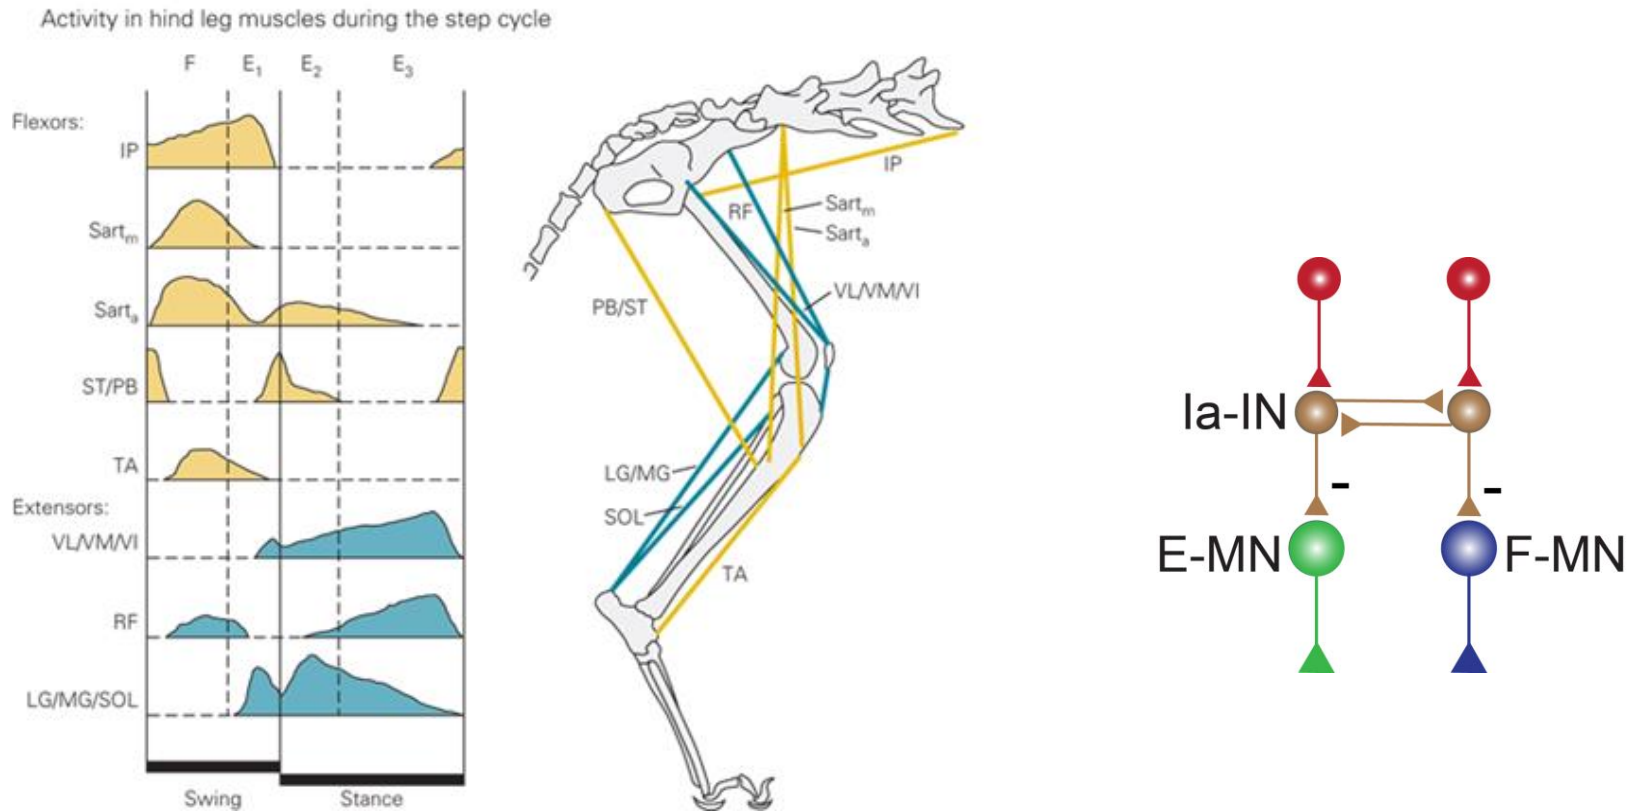 Activity in hind leg muscles during the step cycle
F E₁ E₂ E₃
Flexors:
IP
Sartₘ
Sartₐ
ST/PB
TA
Extensors:
VL/VM/VI
RF
LG/MG/SOL
Swing Stance
IP
RF
Sartₘ
Sartₐ
VL/VM/VI
PB/ST
LG/MG
SOL
TA
Ia-IN
- -
E-MN F-MN